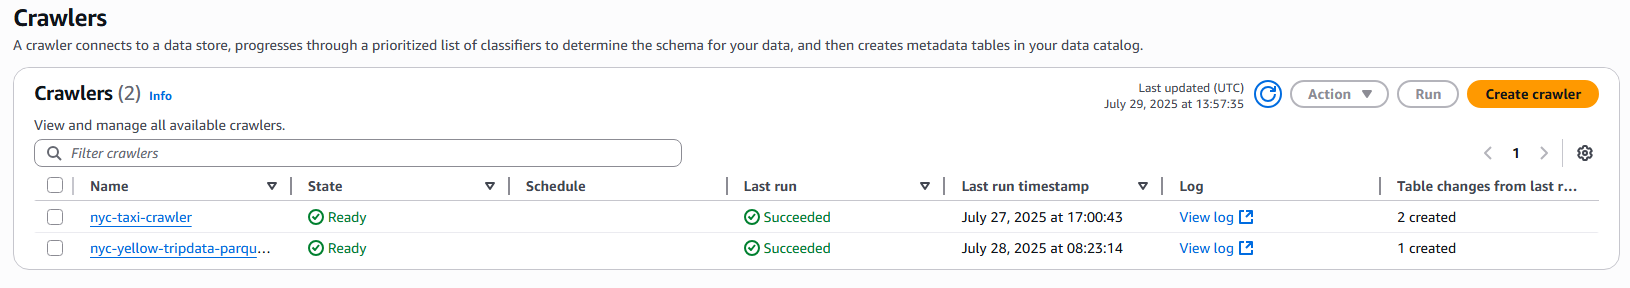 Crawlers
A crawler connects to a data store, progresses through a prioritized list of classifiers to determine the schema for your data, and then creates metadata tables in your data catalog.
Crawlers (2) Info
Last updated (UTC)
July 29, 2025 at 13:57:35
Action
Run
Create crawler
View and manage all available crawlers.
Filter crawlers
1
Name State Schedule Last run Last run timestamp Log Table changes from last r...
nyc-taxi-crawler Ready Succeeded July 27, 2025 at 17:00:43 View log 2 created
nyc-yellow-tripdata-parqu... Ready Succeeded July 28, 2025 at 08:23:14 View log 1 created